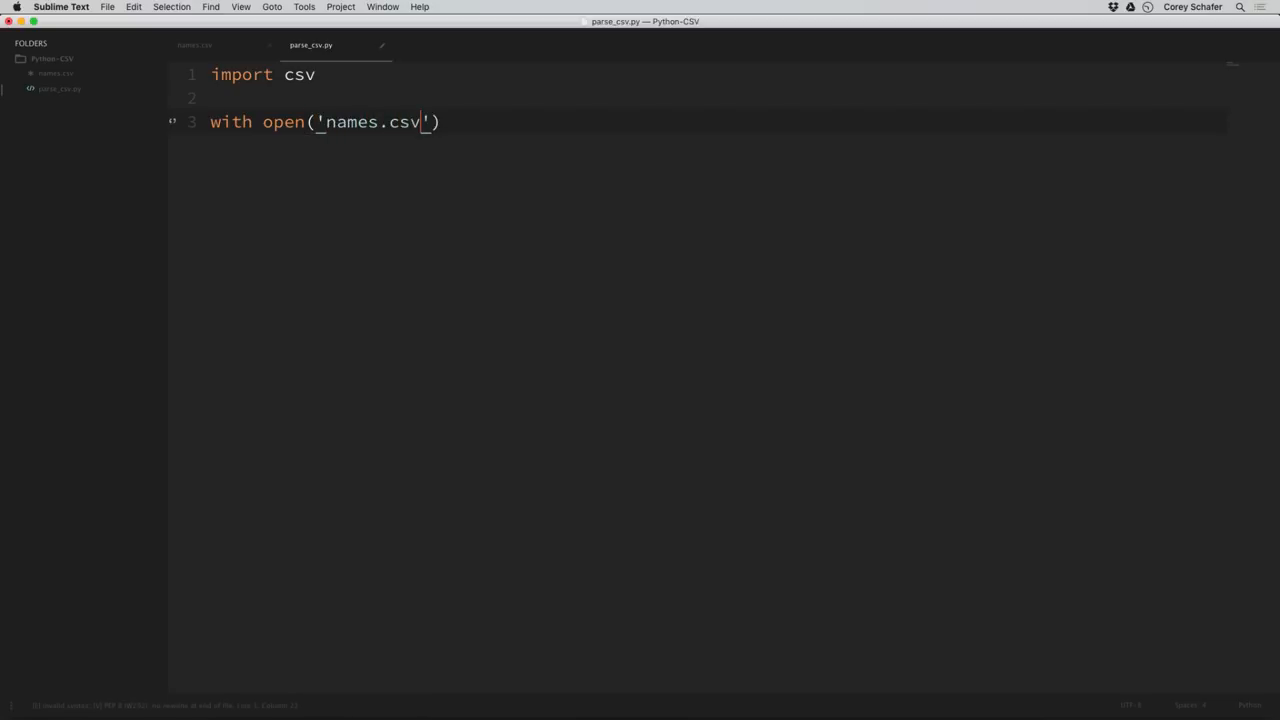 Sublime Text File Edit Selection Find View Goto Tools Project Window Help Corey Schafer
parse_csv.py — Python-CSV
FOLDERS
Python-CSV
names.csv
parse_csv.py
names.csv parse_csv.py
1 import csv
2
3 with open('names.csv')
UTF-8 Spaces: 4 Python